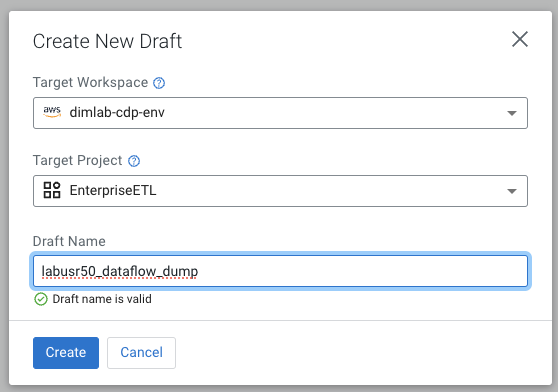 Create New Draft
Target Workspace
aws dimlab-cdp-env
Target Project
EnterpriseETL
Draft Name
labusr50_dataflow_dump
Draft name is valid
Create Cancel